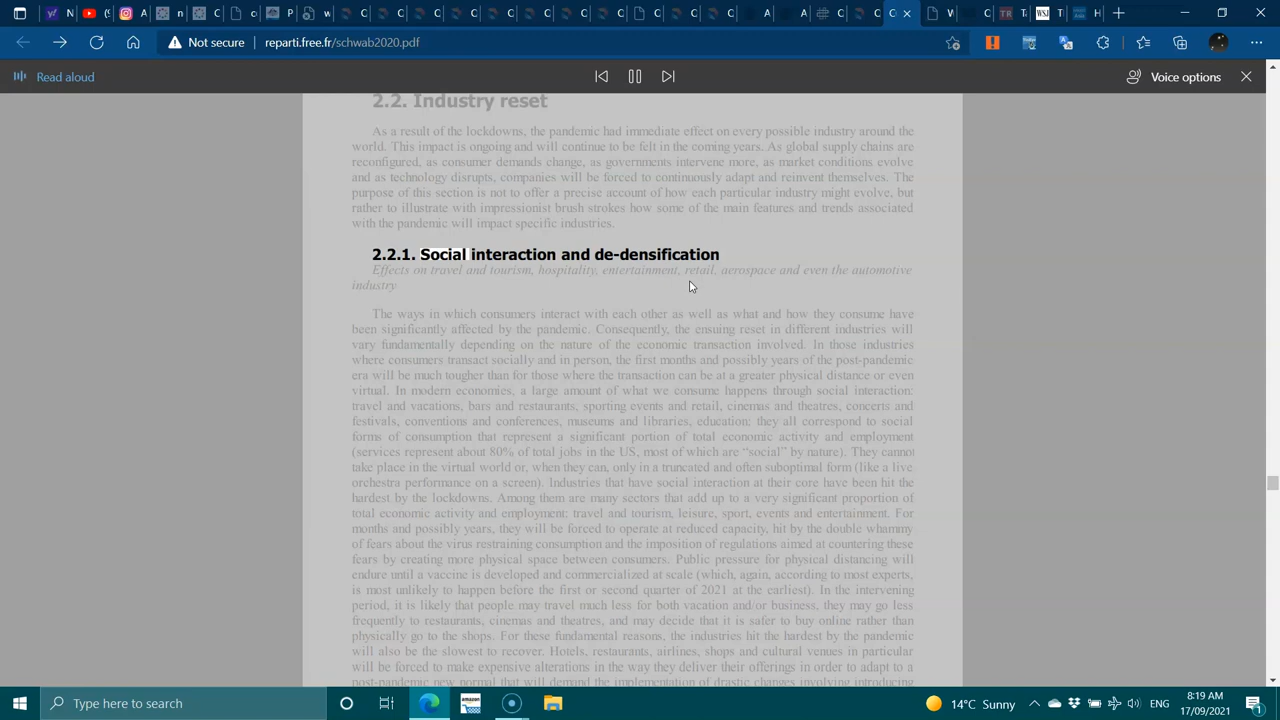 Not secure
reparti.free.fr/schwab2020.pdf
Read aloud
Voice options
2.2. Industry reset
As a result of the lockdowns, the pandemic had immediate effect on every possible industry around the
world. This impact is ongoing and will continue to be felt in the coming years. As global supply chains are
reconfigured, as consumer demands change, as governments intervene more, as market conditions evolve
and as technology disrupts, companies will be forced to continuously adapt and reinvent themselves. The
purpose of this section is not to offer a precise account of how each particular industry might evolve, but
rather to illustrate with impressionist brush strokes how some of the main features and trends associated
with the pandemic will impact specific industries.
2.2.1. Social interaction and de-densification
Effects on travel and tourism, hospitality, entertainment, retail, aerospace and even the automotive
industry
The ways in which consumers interact with each other as well as what and how they consume have
been significantly affected by the pandemic. Consequently, the ensuing reset in different industries will
vary fundamentally depending on the nature of the economic transaction involved. In those industries
where consumers transact socially and in person, the first months and possibly years of the post-pandemic
era will be much tougher than for those where the transaction can be at a greater physical distance or even
virtual. In modern economies, a large amount of what we consume happens through social interaction:
travel and vacations, bars and restaurants, sporting events and retail, cinemas and theatres, concerts and
festivals, conventions and conferences, museums and libraries, education: they all correspond to social
forms of consumption that represent a significant portion of total economic activity and employment
(services represent about 80% of total jobs in the US, most of which are “social” by nature). They cannot
take place in the virtual world or, when they can, only in a truncated and often suboptimal form (like a live
orchestra performance on a screen). Industries that have social interaction at their core have been hit the
hardest by the lockdowns. Among them are many sectors that add up to a very significant proportion of
total economic activity and employment: travel and tourism, leisure, sport, events and entertainment. For
months and possibly years, they will be forced to operate at reduced capacity, hit by the double whammy
of fears about the virus restraining consumption and the imposition of regulations aimed at countering these
fears by creating more physical space between consumers. Public pressure for physical distancing will
endure until a vaccine is developed and commercialized at scale (which, again, according to most experts,
is most unlikely to happen before the first or second quarter of 2021 at the earliest). In the intervening
period, it is likely that people may travel much less for both vacation and/or business, they may go less
frequently to restaurants, cinemas and theatres, and may decide that it is safer to buy online rather than
physically go to the shops. For these fundamental reasons, the industries hit the hardest by the pandemic
will also be the slowest to recover. Hotels, restaurants, airlines, shops and cultural venues in particular
will be forced to make expensive alterations in the way they deliver their offerings in order to adapt to a
post-pandemic new normal that will demand the implementation of drastic changes involving introducing
Type here to search
amazon
14°C Sunny
ENG
8:19 AM
17/09/2021